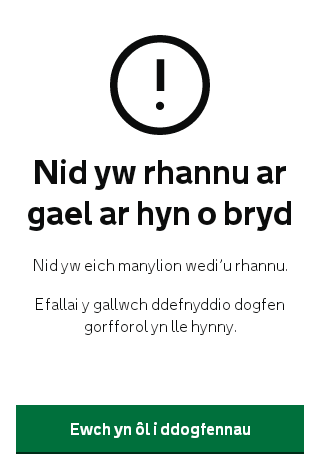 Nid yw rhannu ar
gael ar hyn o bryd
Nid yw eich manylion wedi’u rhannu.
Efallai y gallwch ddefnyddio dogfen
gorfforol yn lle hynny.
Ewch yn ôl i ddogfennau